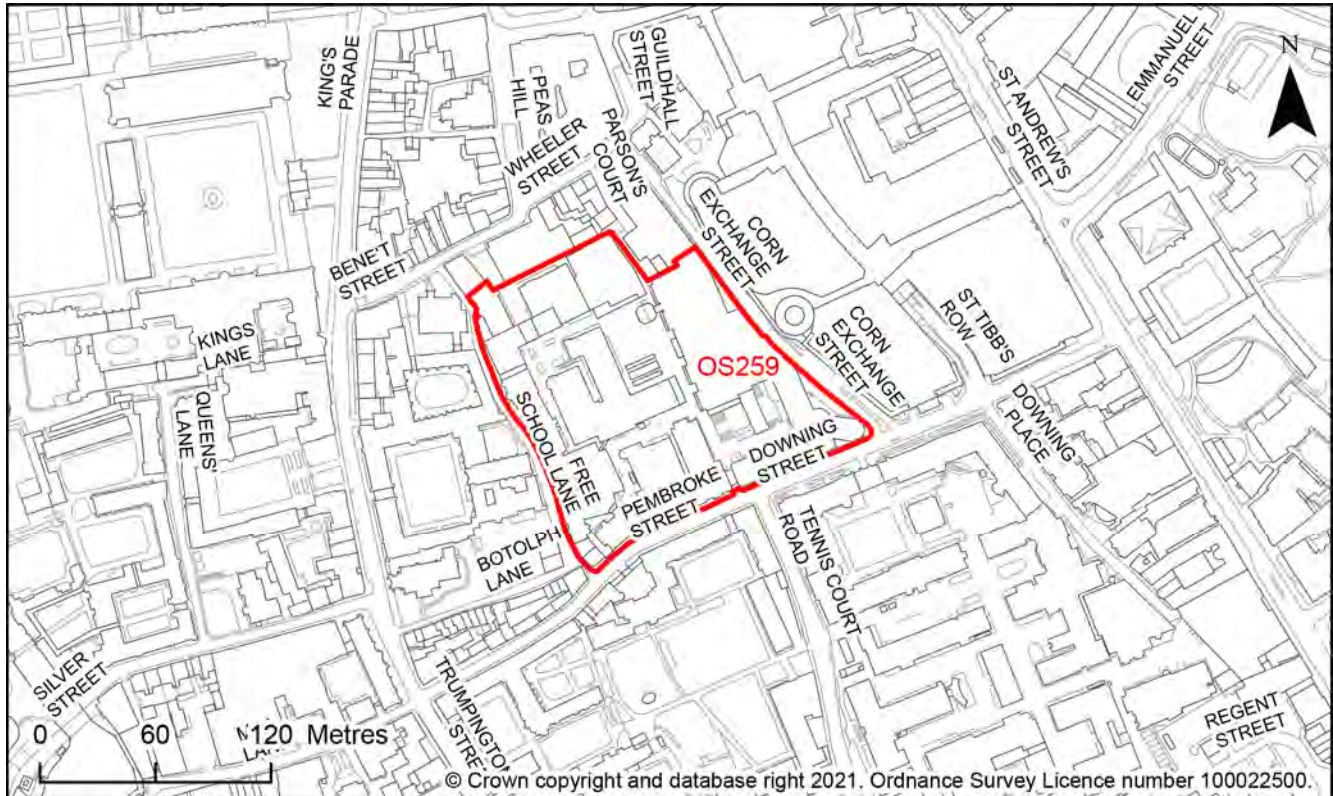 KING'S
PARADE
PEAS
HILL
GUILDHALL
STREET
WHEELER
STREET
PARSON'S
COURT
ST ANDREW'S
STREET
EMMANUEL
STREET
N
BENE'T
STREET
CORN
EXCHANGE
STREET
CORN
EXCHANGE
STREET
ST TIBB'S
ROW
KINGS
LANE
QUEENS'
LANE
OS259
FREE
SCHOOL LANE
DOWNING
STREET
DOWNING
PLACE
PEMBROKE
STREET
BOTOLPH
LANE
TENNIS COURT
ROAD
SILVER
STREET
TRUMPINGTON
STREET
REGENT
STREET
0 60 120 Metres
© Crown copyright and database right 2021. Ordnance Survey Licence number 100022500.